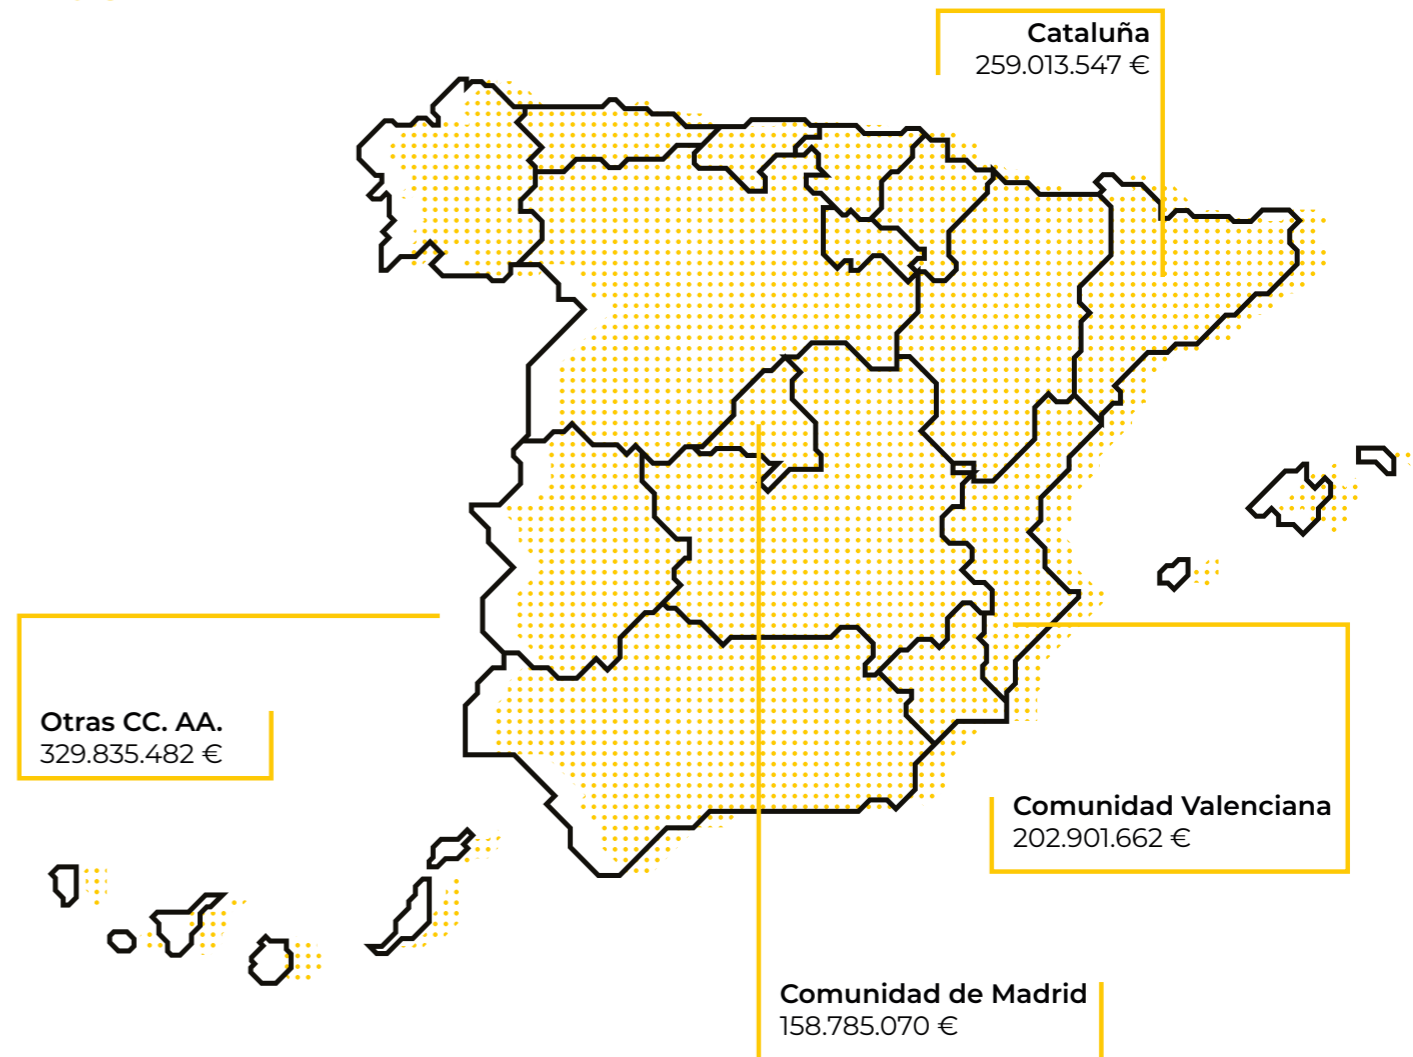 Cataluña
259.013.547 €
Otras CC. AA.
329.835.482 €
Comunidad Valenciana
202.901.662 €
Comunidad de Madrid
158.785.070 €